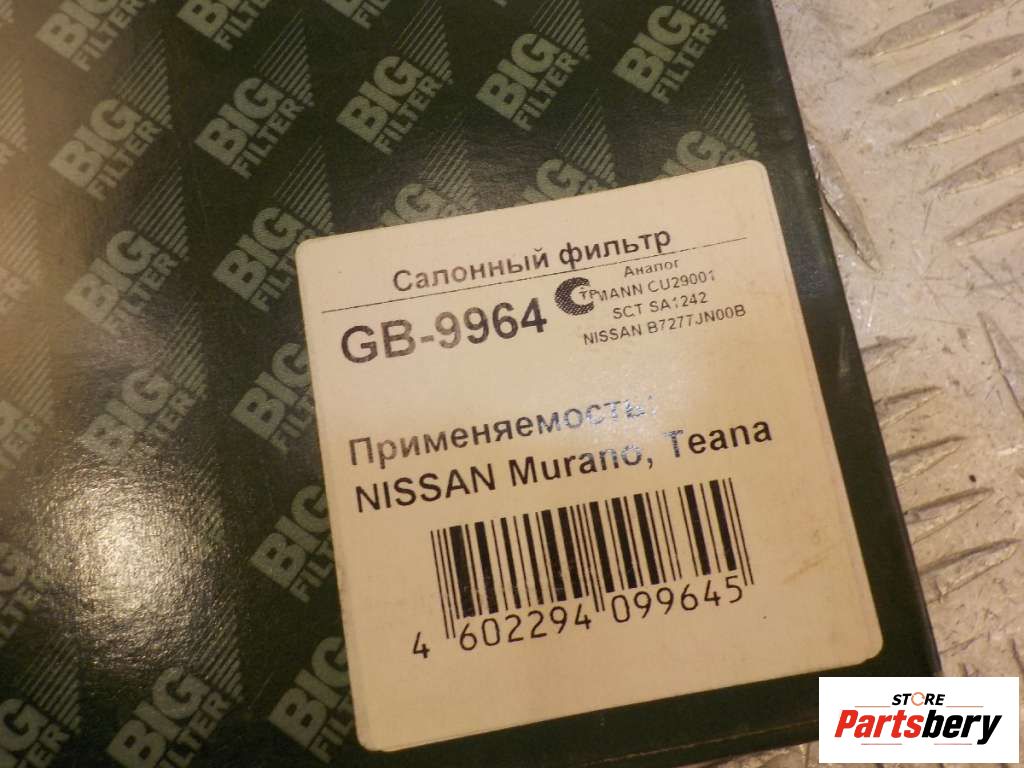 BIG
FILTER
Салонный фильтр
GB-9964
Аналог
MANN CU29001
SCT SA1242
NISSAN B7277JN00B
Применяемость:
NISSAN Murano, Teana
4 602294 099645
STORE
Partsbery